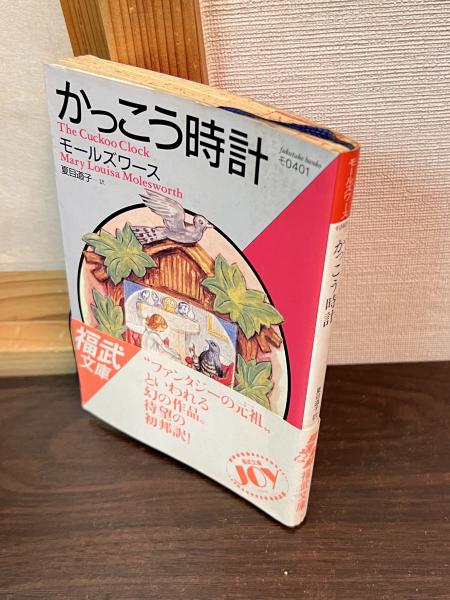 かっこう時計
The Cuckoo Clock
モールズワース
Mary Louisa Molesworth
夏目道子=訳
fukutake bunko
モ0401
福武
文庫
"ファンタジーの元祖"
といわれる
幻の作品。
待望の
初邦訳!
JOY
モールズワース
かっこう時計
福武文庫